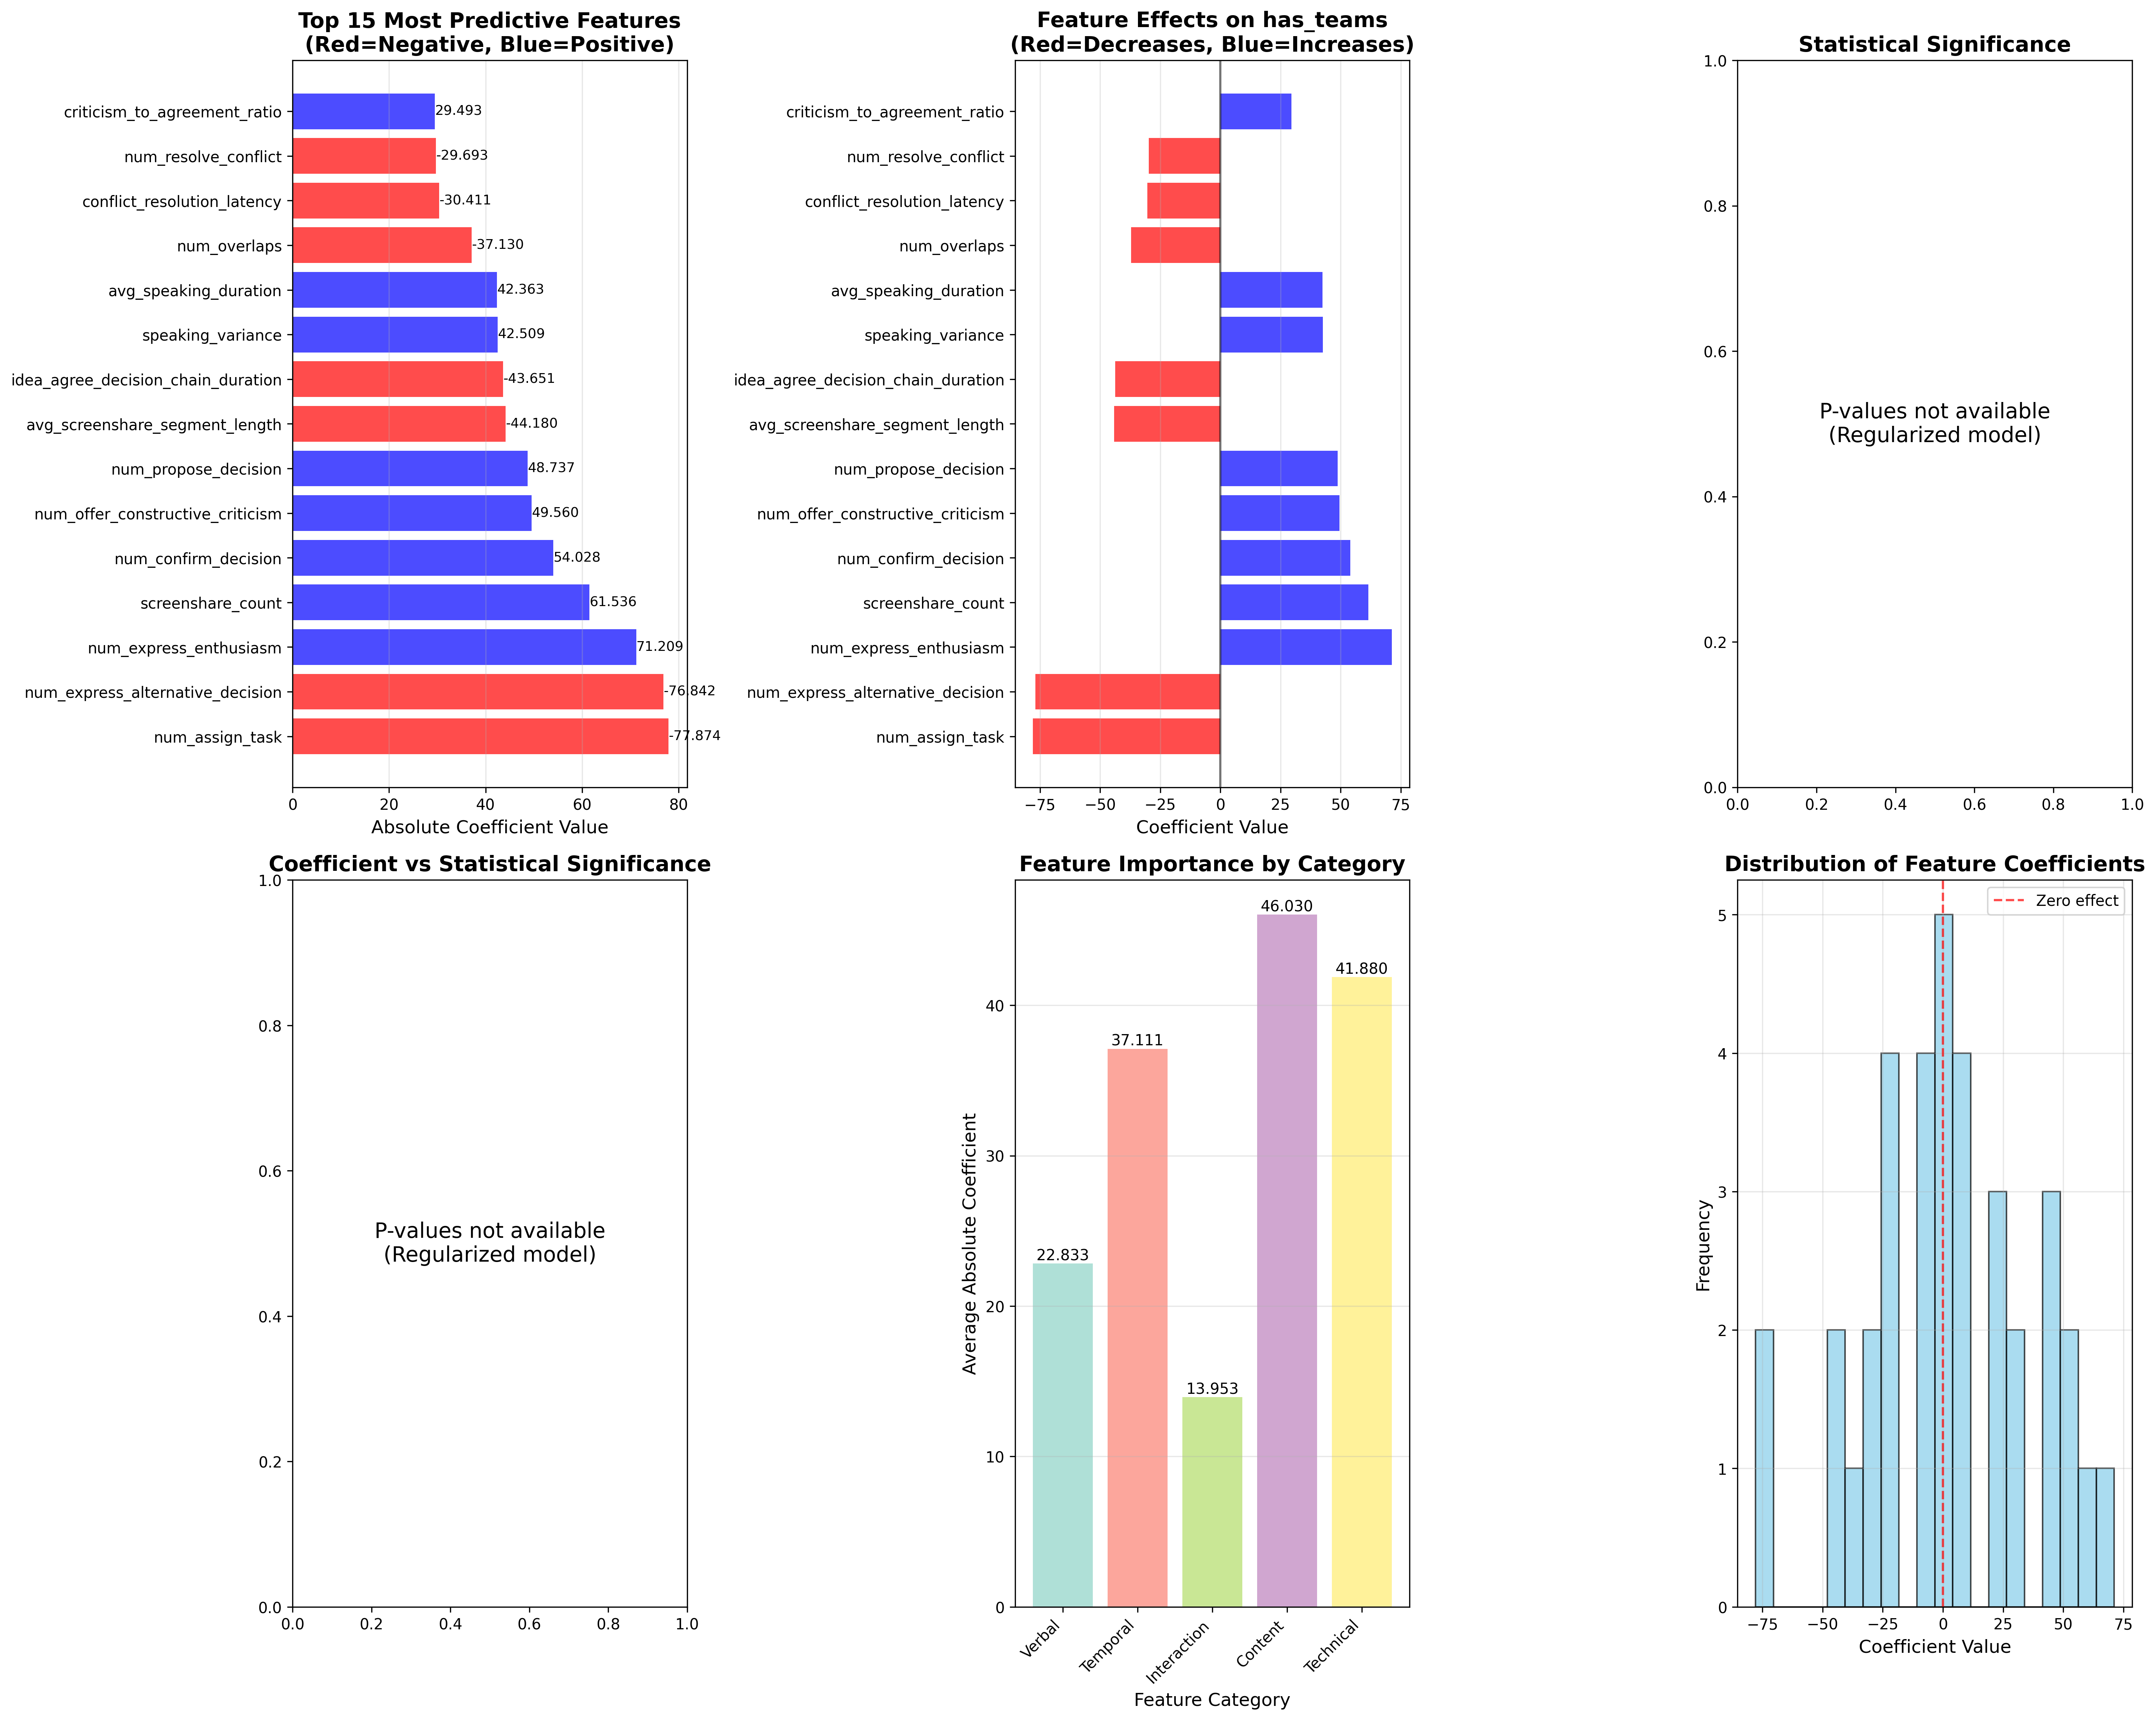 Top 15 Most Predictive Features
(Red=Negative, Blue=Positive)
criticism_to_agreement_ratio
29.493
num_resolve_conflict
-29.693
conflict_resolution_latency
-30.411
num_overlaps
-37.130
avg_speaking_duration
42.363
speaking_variance
42.509
idea_agree_decision_chain_duration
-43.651
avg_screenshare_segment_length
-44.180
num_propose_decision
48.737
num_offer_constructive_criticism
49.560
num_confirm_decision
54.028
screenshare_count
61.536
num_express_enthusiasm
71.209
num_express_alternative_decision
-76.842
num_assign_task
-77.874
0 20 40 60 80
Absolute Coefficient Value
Feature Effects on has_teams
(Red=Decreases, Blue=Increases)
criticism_to_agreement_ratio
num_resolve_conflict
conflict_resolution_latency
num_overlaps
avg_speaking_duration
speaking_variance
idea_agree_decision_chain_duration
avg_screenshare_segment_length
num_propose_decision
num_offer_constructive_criticism
num_confirm_decision
screenshare_count
num_express_enthusiasm
num_express_alternative_decision
num_assign_task
−75 −50 −25 0 25 50 75
Coefficient Value
Statistical Significance
1.0
0.8
0.6
0.4
0.2
0.0
P-values not available
(Regularized model)
0.0 0.2 0.4 0.6 0.8 1.0
Coefficient vs Statistical Significance
1.0
0.8
0.6
0.4
0.2
0.0
P-values not available
(Regularized model)
0.0 0.2 0.4 0.6 0.8 1.0
Feature Importance by Category
Average Absolute Coefficient
40
30
20
10
0
22.833
37.111
13.953
46.030
41.880
Verbal
Temporal
Interaction
Content
Technical
Feature Category
Distribution of Feature Coefficients
Zero effect
Frequency
5
4
3
2
1
0
−75 −50 −25 0 25 50 75
Coefficient Value